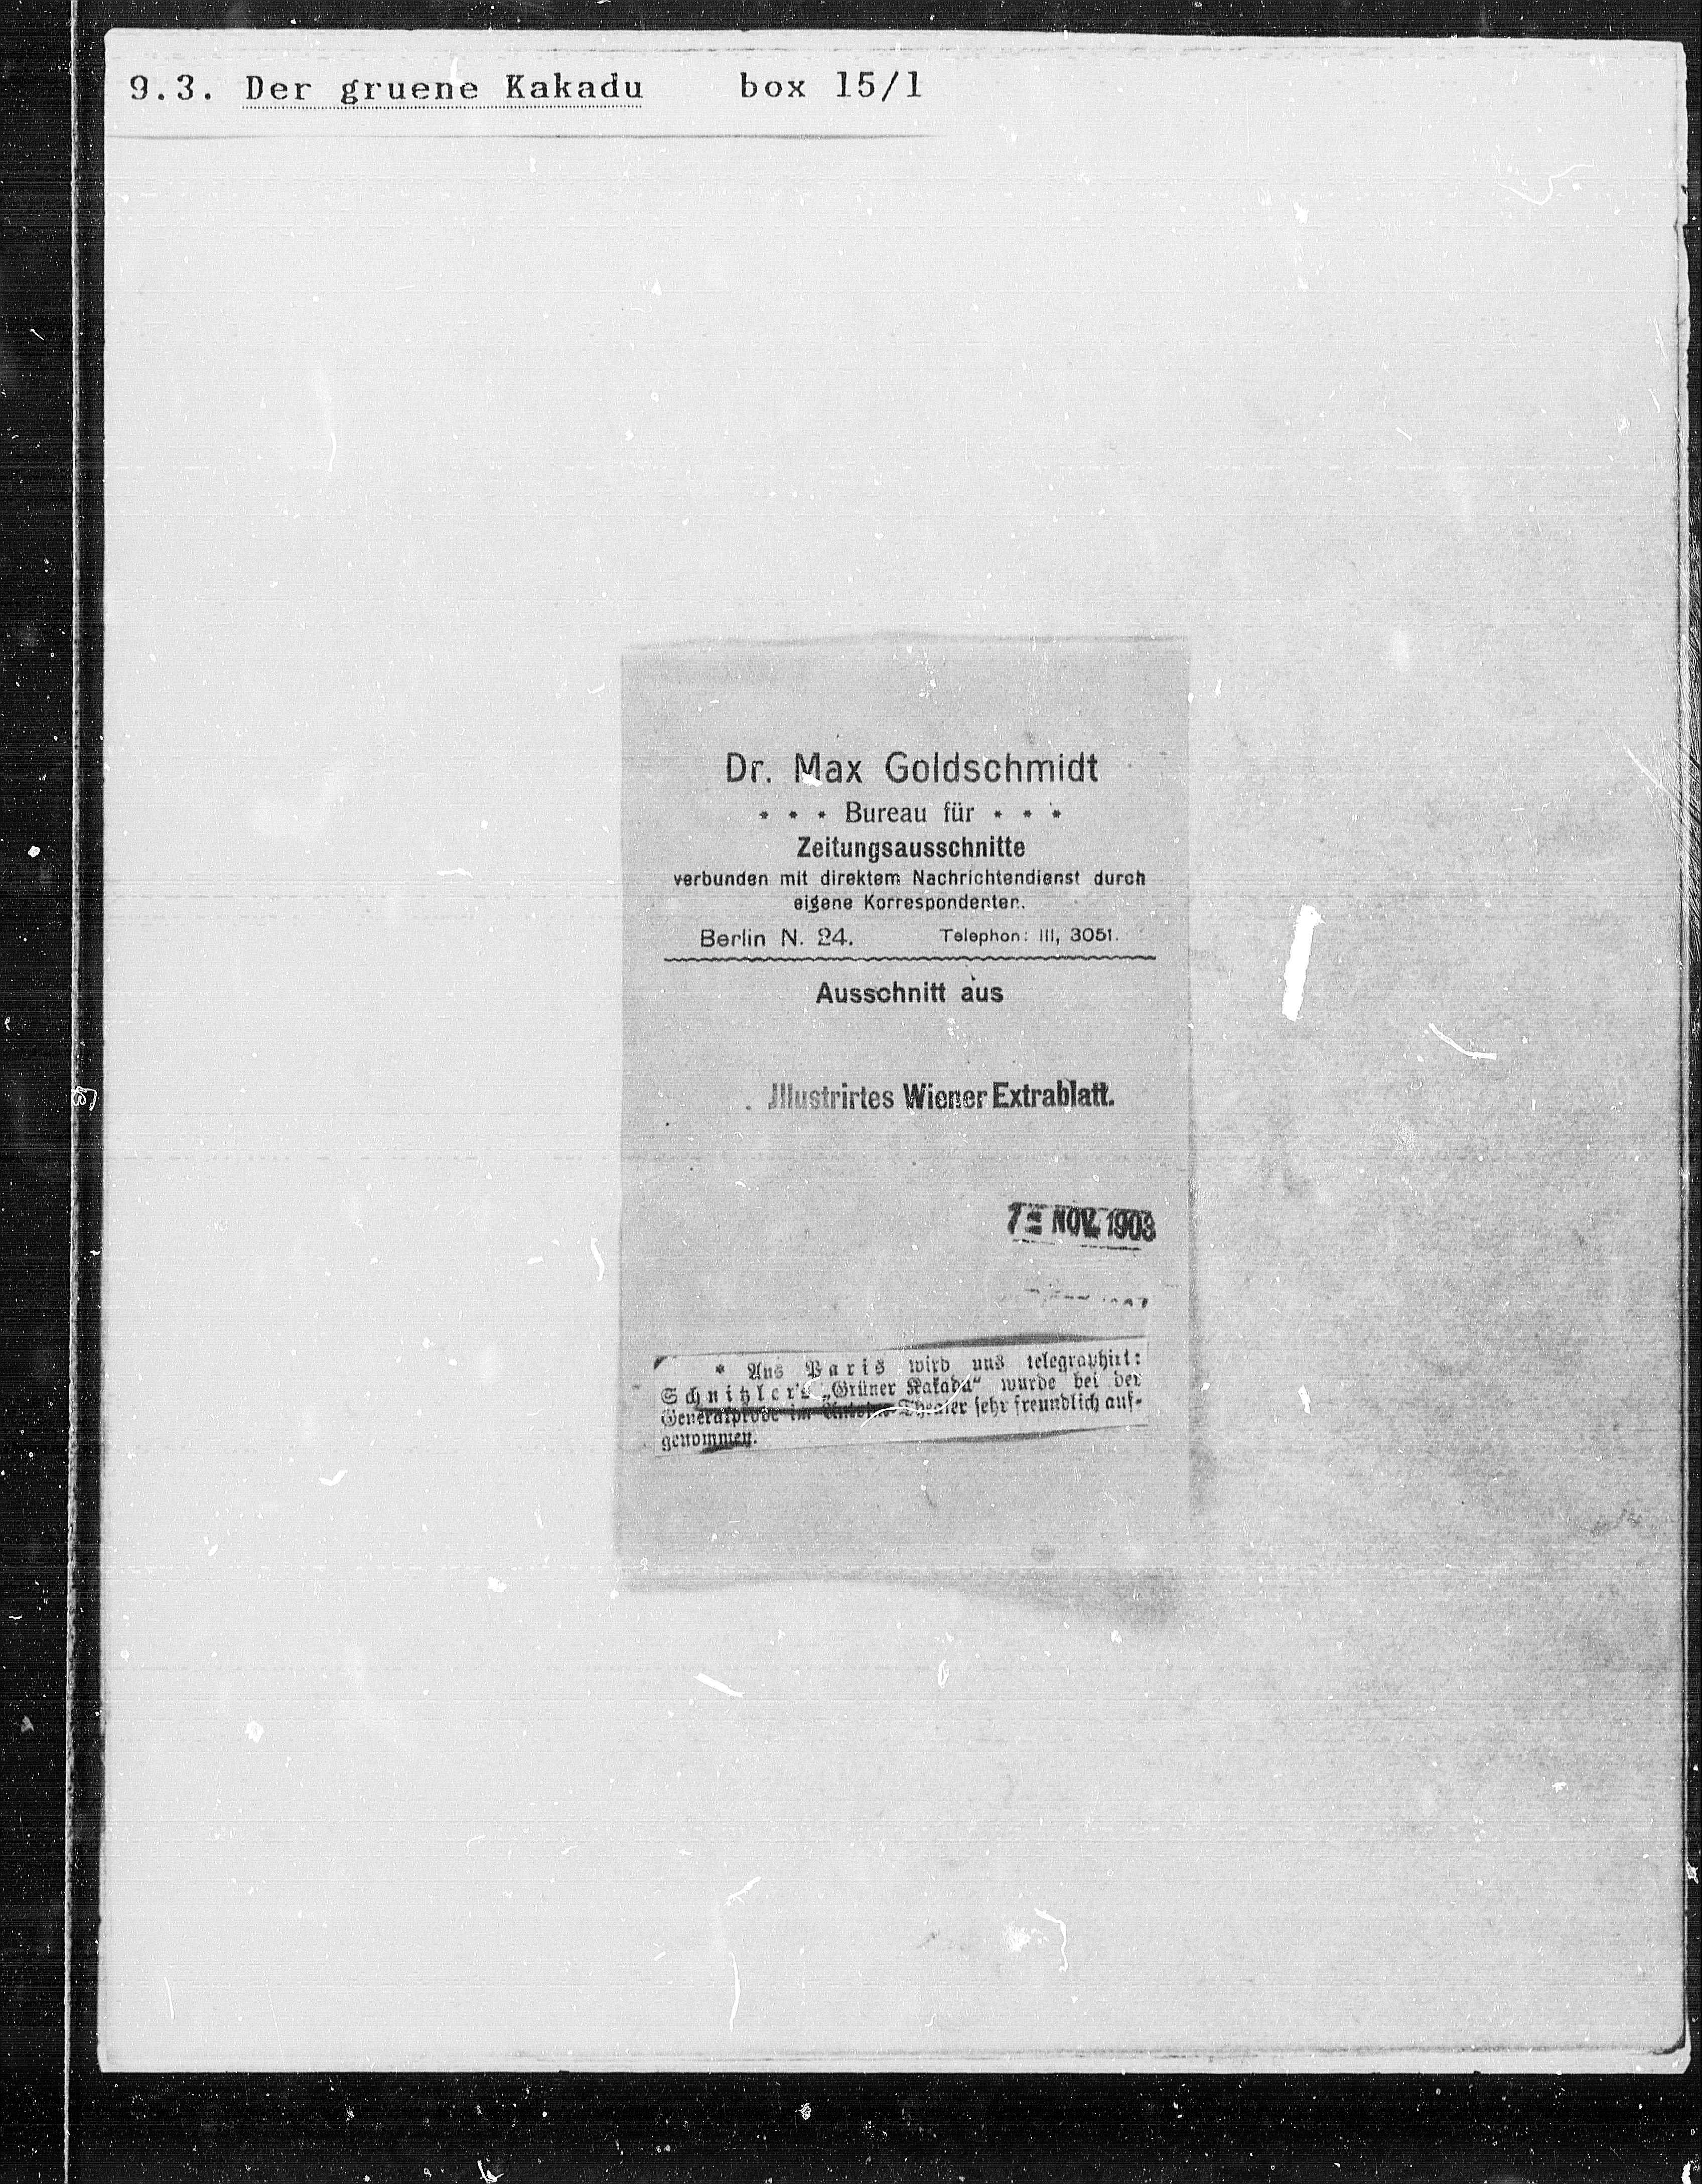 9.3. Der gruene Kakadu box 15/1
Dr. Max Goldschmidt
* * * Bureau für * * *
Zeitungsausschnitte
verbunden mit direktem Nachrichtendienst durch
eigene Korrespondenten.
Berlin N. 24. Telephon: III, 3051.
Ausschnitt aus
Illustrirtes Wiener Extrablatt.
7 - NOV. 1903
* Aus Paris wird uns telegraphirt:
Schnitzler's „Grüner Kakadu“ wurde bei der
Generalprobe im Antoine-Theater sehr freundlich auf-
genommen.